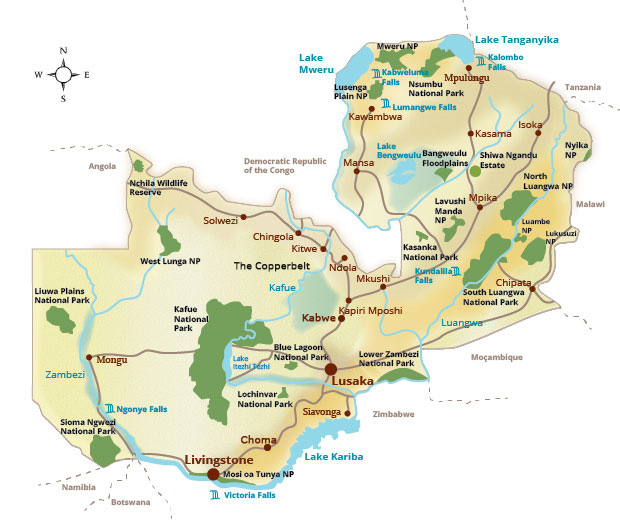 Lake Tanganyika
Mweru NP
Lake
Mweru
Kalombo
Falls
Kabweluma
Falls
Mpulungu
Nsumbu
National Park
Lusenga
Plain NP
Tanzania
N
W
E
S
Lumangwe Falls
Kawambwa
Isoka
Kasama
Lake
Bengweulu
Nyika
NP
Bangweulu
Floodplains
Shiwa Ngandu
Estate
Angola
Democratic Republic
of the Congo
Mansa
North
Luangwa NP
Nchila Wildlife
Reserve
Mpika
Malawi
Lavushi
Manda
NP
Solwezi
Luambe
NP
Lukusuzi
NP
Chingola
Kitwe
Kasanka
National Park
West Lunga NP
The Copperbelt
Ndola
Kundalila
Falls
Mkushi
Chipata
Kafue
Liuwa Plains
National Park
South Luangwa
National Park
Kafue
National
Park
Kapiri Mposhi
Kabwe
Luangwa
Blue Lagoon
National Park
Lower Zambezi
National Park
Moçambique
Mongu
Lake
Itezhi Tezhi
Zambezi
Lusaka
Lochinvar
National Park
Ngonye Falls
Siavonga
Zimbabwe
Sioma Ngwezi
National Park
Choma
Lake Kariba
Livingstone
Mosi oa Tunya NP
Namibia
Victoria Falls
Botswana